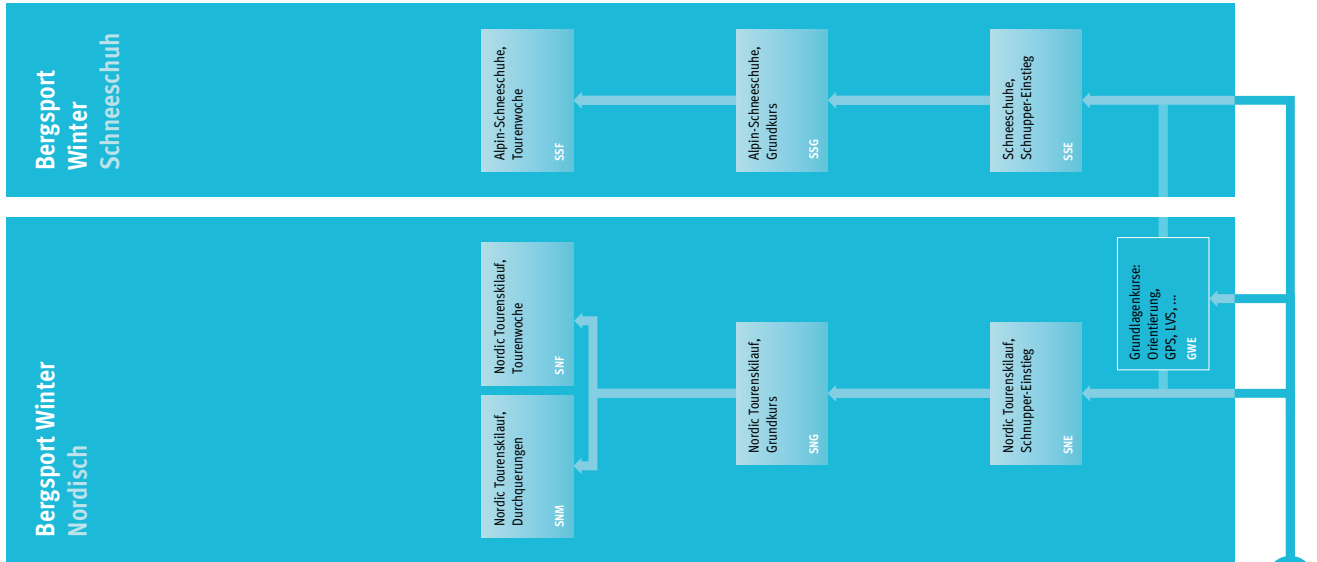 Bergsport Winter
Nordisch
Nordic Tourenskilauf,
Durchquerungen
SNM
Nordic Tourenskilauf,
Tourenwoche
SNF
Nordic Tourenskilauf,
Grundkurs
SNG
Nordic Tourenskilauf,
Schnupper-Einstieg
SNE
Grundlagenkurse:
Orientierung,
GPS, LVS, ...
GWE
Bergsport
Winter
Schneeschuh
Alpin-Schneeschuhe,
Tourenwoche
SSF
Alpin-Schneeschuhe,
Grundkurs
SSG
Schneeschuhe,
Schnupper-Einstieg
SSE